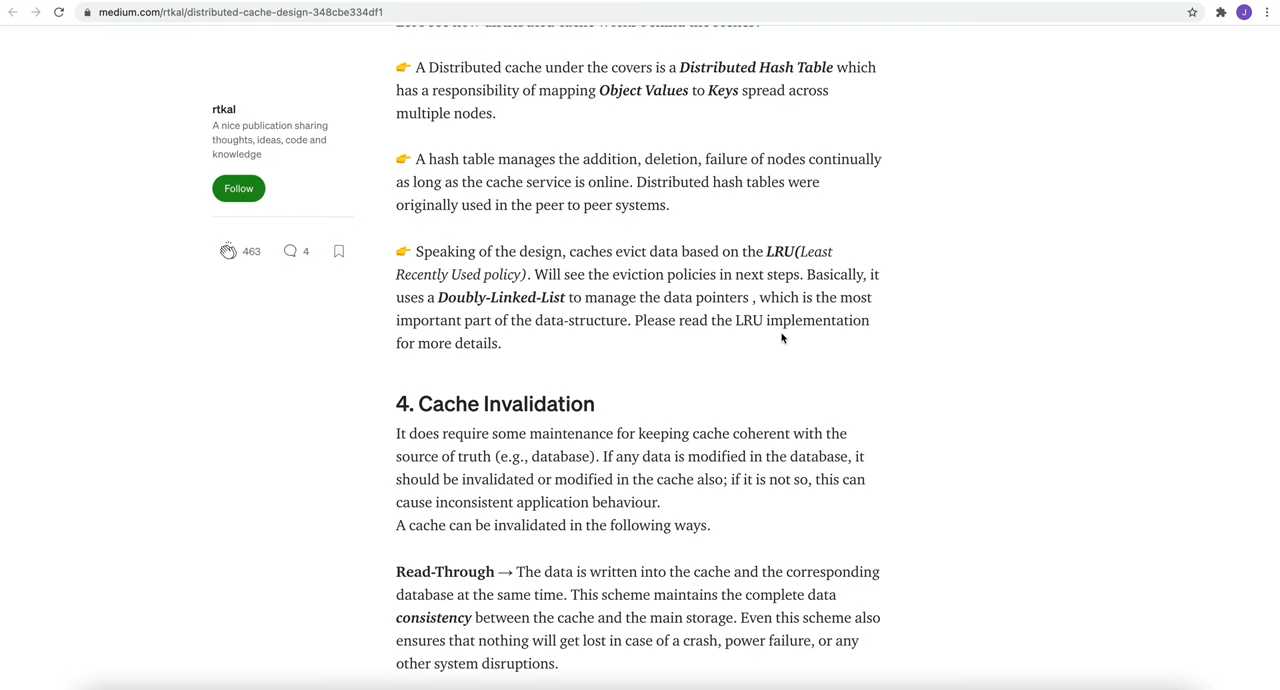 medium.com/rtkal/distributed-cache-design-348cbe334df1
J
rtkal
A nice publication sharing
thoughts, ideas, code and
knowledge
Follow
463
4
👉 A Distributed cache under the covers is a Distributed Hash Table which
has a responsibility of mapping Object Values to Keys spread across
multiple nodes.
👉 A hash table manages the addition, deletion, failure of nodes continually
as long as the cache service is online. Distributed hash tables were
originally used in the peer to peer systems.
👉 Speaking of the design, caches evict data based on the LRU(Least
Recently Used policy). Will see the eviction policies in next steps. Basically, it
uses a Doubly-Linked-List to manage the data pointers , which is the most
important part of the data-structure. Please read the LRU implementation
for more details.
4. Cache Invalidation
It does require some maintenance for keeping cache coherent with the
source of truth (e.g., database). If any data is modified in the database, it
should be invalidated or modified in the cache also; if it is not so, this can
cause inconsistent application behaviour.
A cache can be invalidated in the following ways.
Read-Through → The data is written into the cache and the corresponding
database at the same time. This scheme maintains the complete data
consistency between the cache and the main storage. Even this scheme also
ensures that nothing will get lost in case of a crash, power failure, or any
other system disruptions.